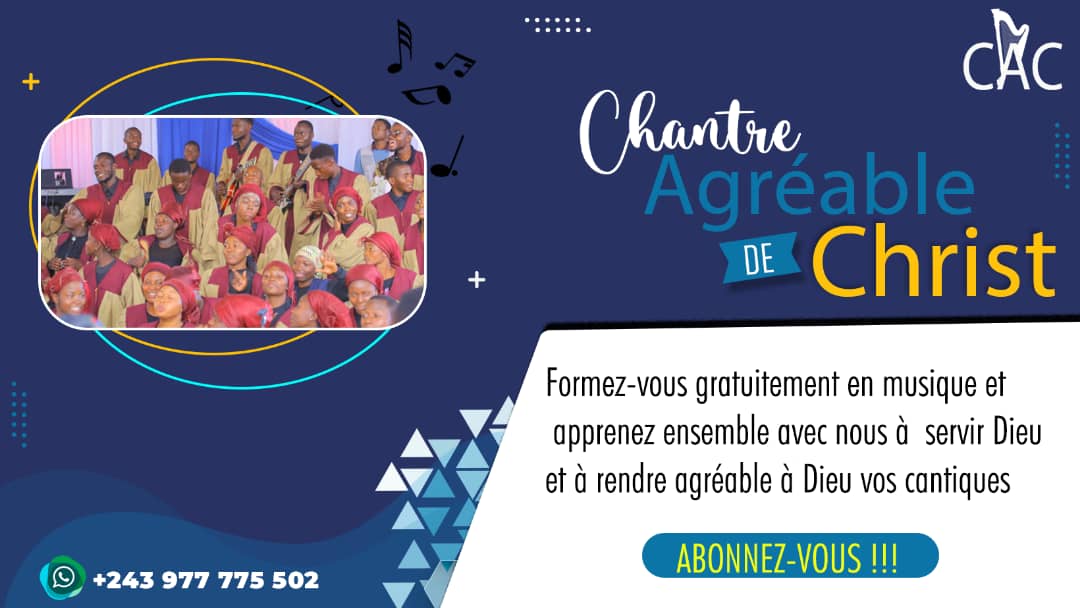 CAC
Chantre
Agréable
DE Christ
Formez-vous gratuitement en musique et
apprenez ensemble avec nous à servir Dieu
et à rendre agréable à Dieu vos cantiques
ABONNEZ-VOUS !!!
+243 977 775 502